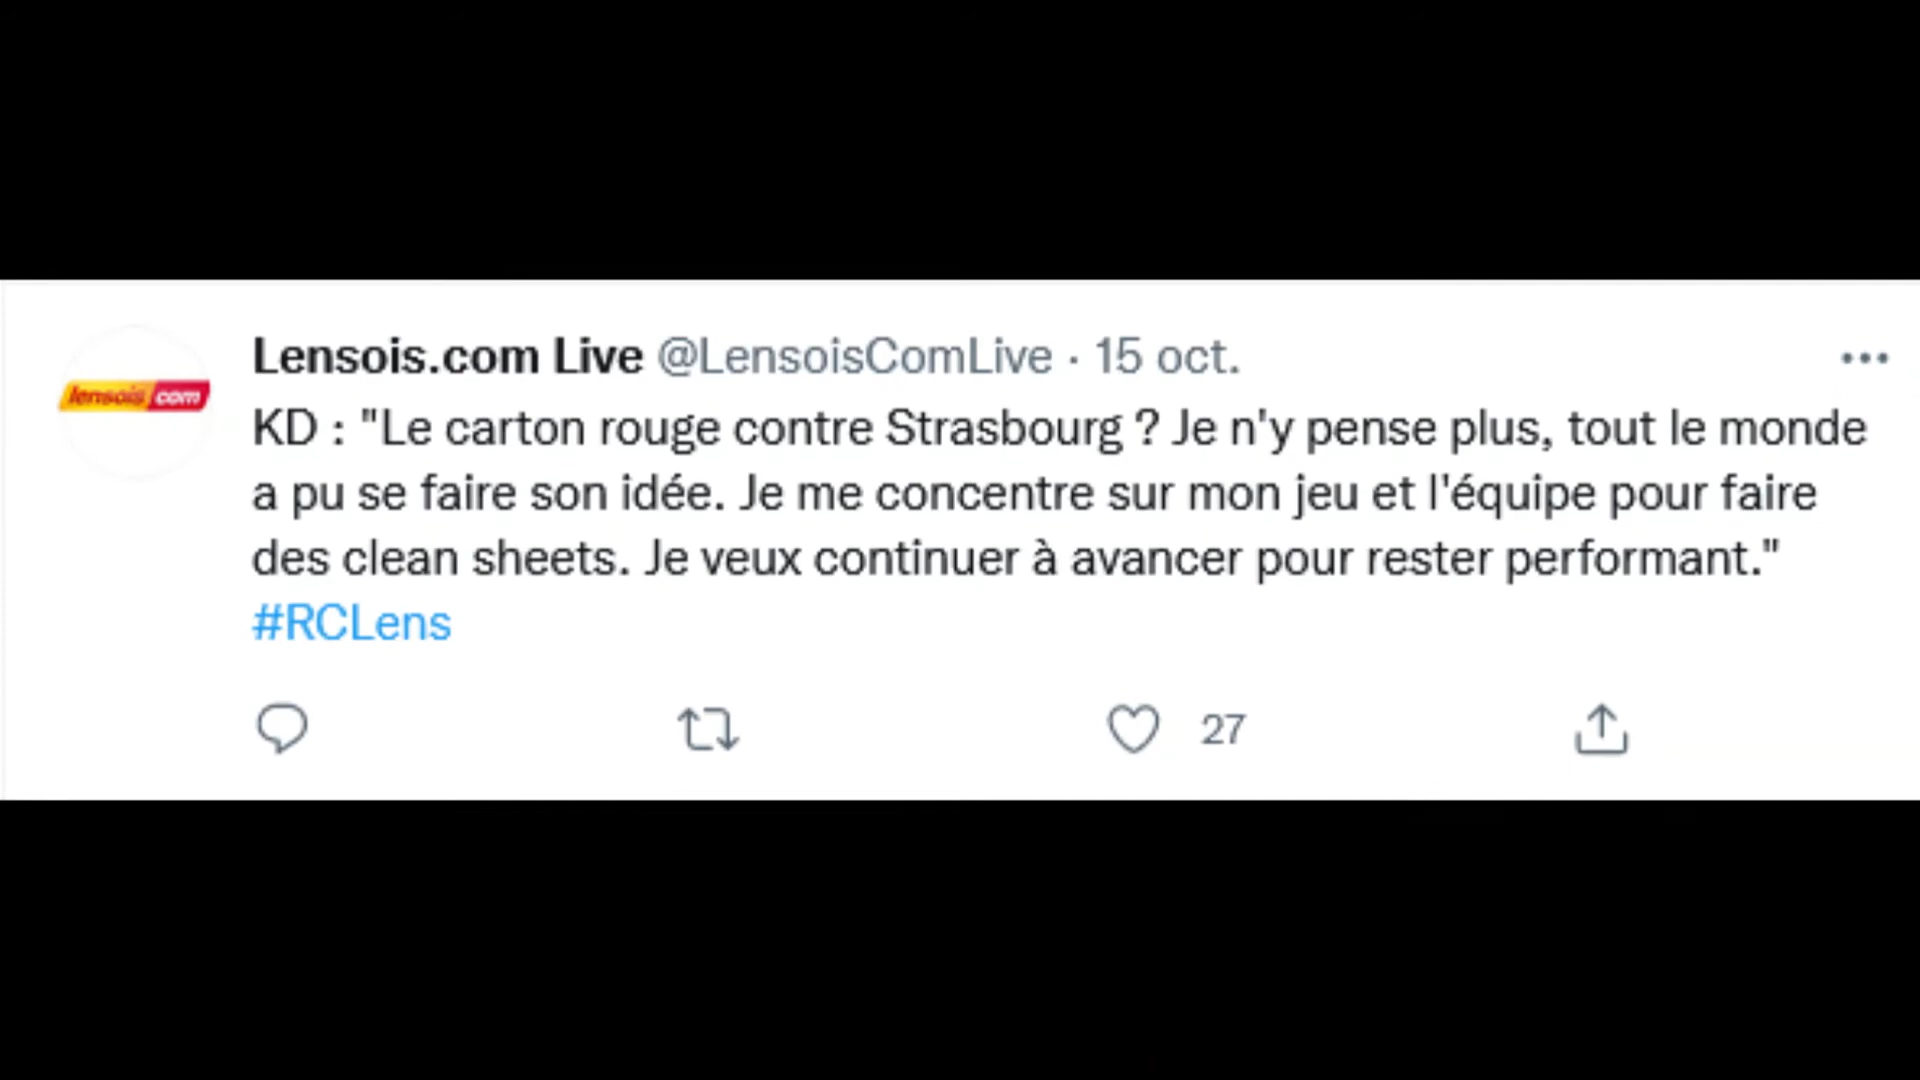 Lensois.com Live @LensoisComLive · 15 oct.
lensois com
KD : "Le carton rouge contre Strasbourg ? Je n'y pense plus, tout le monde
a pu se faire son idée. Je me concentre sur mon jeu et l'équipe pour faire
des clean sheets. Je veux continuer à avancer pour rester performant."
#RCLens
27